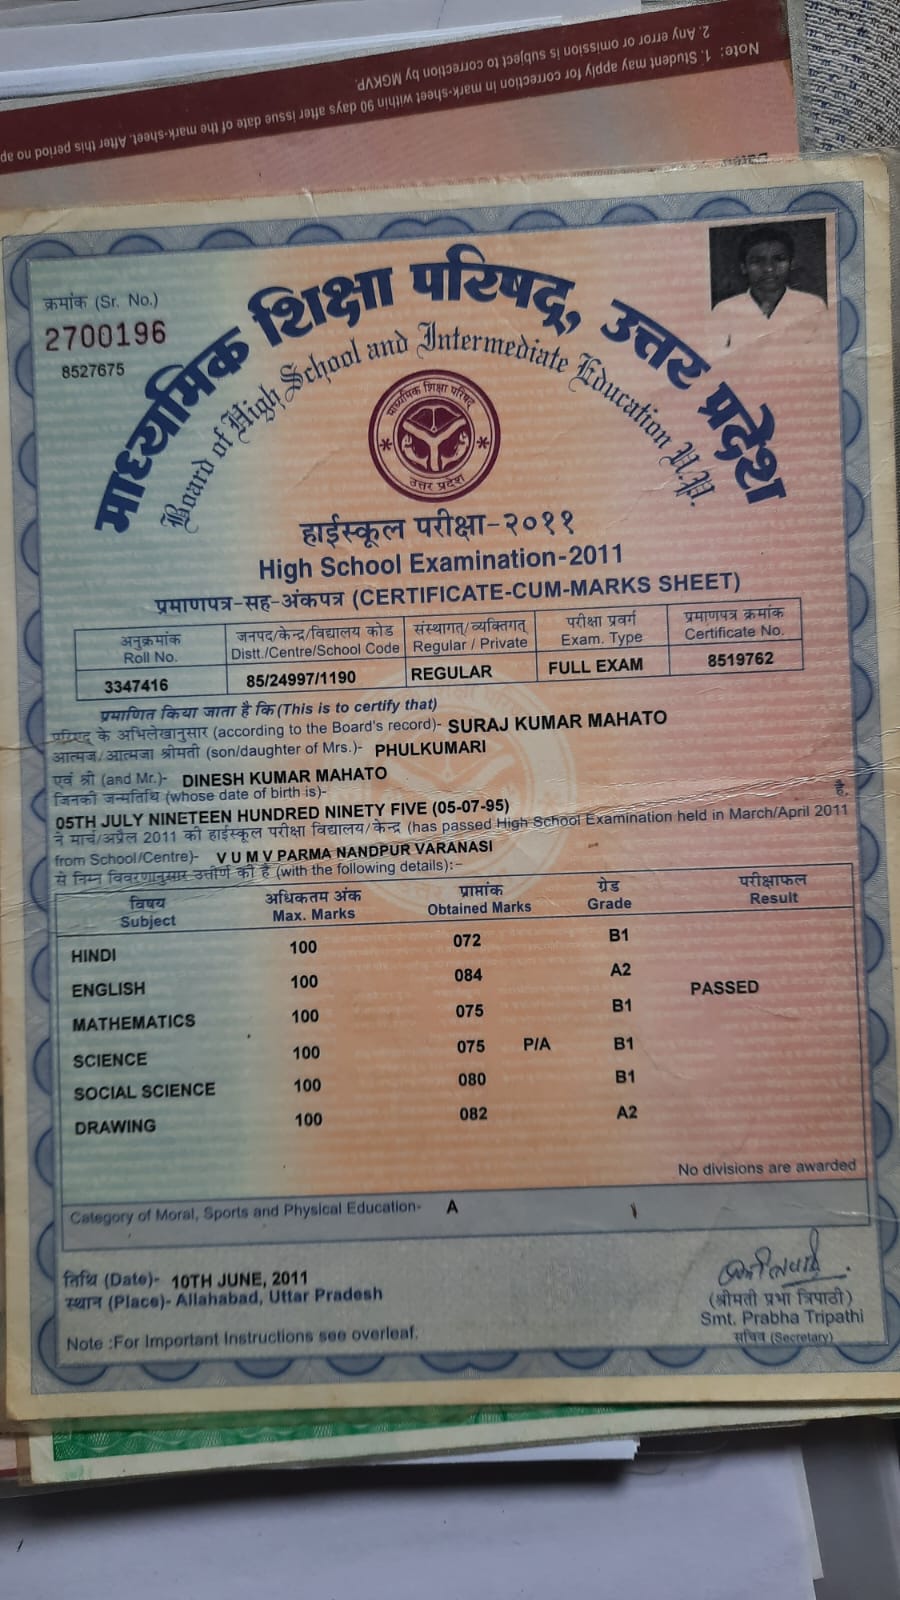 2. Any error or omission is subject to correction by MGKVP.
Note: 1. Student may apply for correction in mark-sheet within 90 days after issue date of the mark-sheet. After this period no
क्रमांक (Sr. No.)
2700196
8527675
माध्यमिक शिक्षा परिषद्, उत्तर प्रदेश
Board of High School and Intermediate Education U.P.
माध्यमिक शिक्षा परिषद्
उत्तर प्रदेश
हाईस्कूल परीक्षा-२०११
High School Examination-2011
प्रमाणपत्र-सह-अंकपत्र (CERTIFICATE-CUM-MARKS SHEET)
अनुक्रमांक जनपद/केन्द्र/विद्यालय कोड संस्थागत्/व्यक्तिगत् परीक्षा प्रवर्ग प्रमाणपत्र क्रमांक
Roll No. Distt./Centre/School Code Regular / Private Exam. Type Certificate No.
3347416 85/24997/1190 REGULAR FULL EXAM 8519762
प्रमाणित किया जाता है कि (This is to certify that)
परिषद् के अभिलेखानुसार (according to the Board's record)- SURAJ KUMAR MAHATO
आत्मज/आत्मजा श्रीमती (son/daughter of Mrs.)- PHULKUMARI
एवं श्री (and Mr.)- DINESH KUMAR MAHATO
जिनकी जन्मतिथि (whose date of birth is)-
05TH JULY NINETEEN HUNDRED NINETY FIVE (05-07-95) है,
ने मार्च/अप्रैल 2011 की हाईस्कूल परीक्षा विद्यालय/केन्द्र (has passed High School Examination held in March/April 2011
from School/Centre)- V U M V PARMA NANDPUR VARANASI
से निम्न विवरणानुसार उत्तीर्ण की है (with the following details):-
विषय अधिकतम अंक प्राप्तांक ग्रेड परीक्षाफल
Subject Max. Marks Obtained Marks Grade Result
HINDI 100 072 B1
ENGLISH 100 084 A2 PASSED
MATHEMATICS 100 075 B1
SCIENCE 100 075 P/A B1
SOCIAL SCIENCE 100 080 B1
DRAWING 100 082 A2
No divisions are awarded
Category of Moral, Sports and Physical Education- A
तिथि (Date)- 10TH JUNE, 2011
स्थान (Place)- Allahabad, Uttar Pradesh
(श्रीमती प्रभा त्रिपाठी)
Smt. Prabha Tripathi
सचिव (Secretary)
Note :For Important Instructions see overleaf.